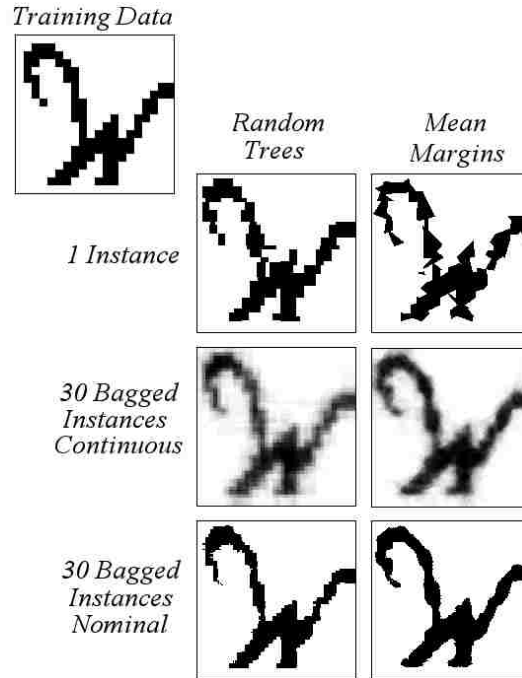 Training Data
Random
Trees
Mean
Margins
1 Instance
30 Bagged
Instances
Continuous
30 Bagged
Instances
Nominal